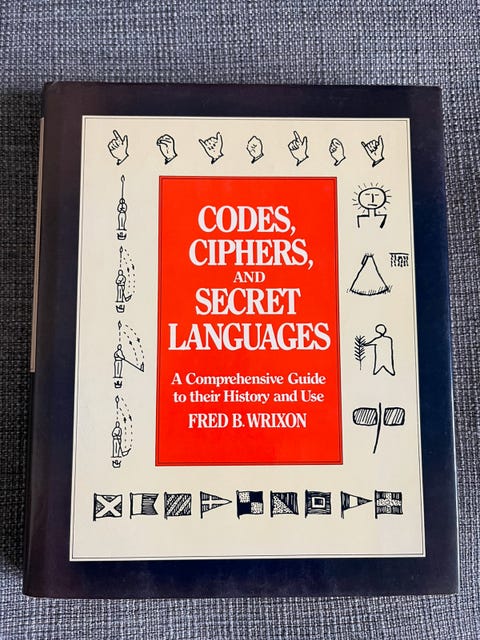 CODES,
CIPHERS,
AND
SECRET
LANGUAGES
A Comprehensive Guide
to their History and Use
FRED B. WRIXON